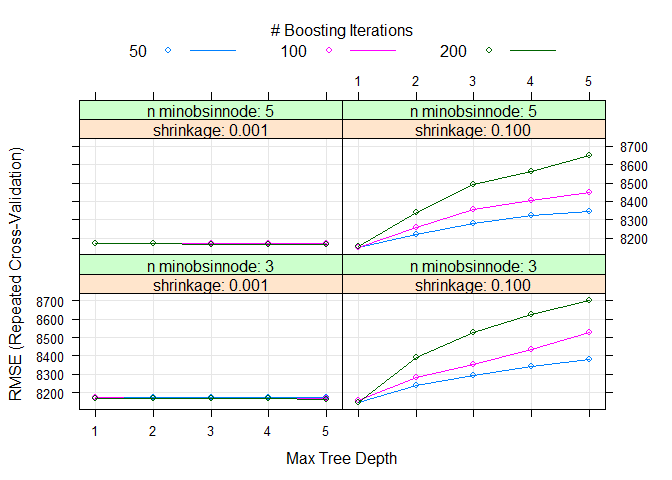 # Boosting Iterations
50 100 200
1 2 3 4 5
n minobsinnode: 5 n minobsinnode: 5
shrinkage: 0.001 shrinkage: 0.100
8700
8600
8500
8400
8300
8200
n minobsinnode: 3 n minobsinnode: 3
shrinkage: 0.001 shrinkage: 0.100
8700
8600
8500
8400
8300
8200
1 2 3 4 5
Max Tree Depth
RMSE (Repeated Cross-Validation)